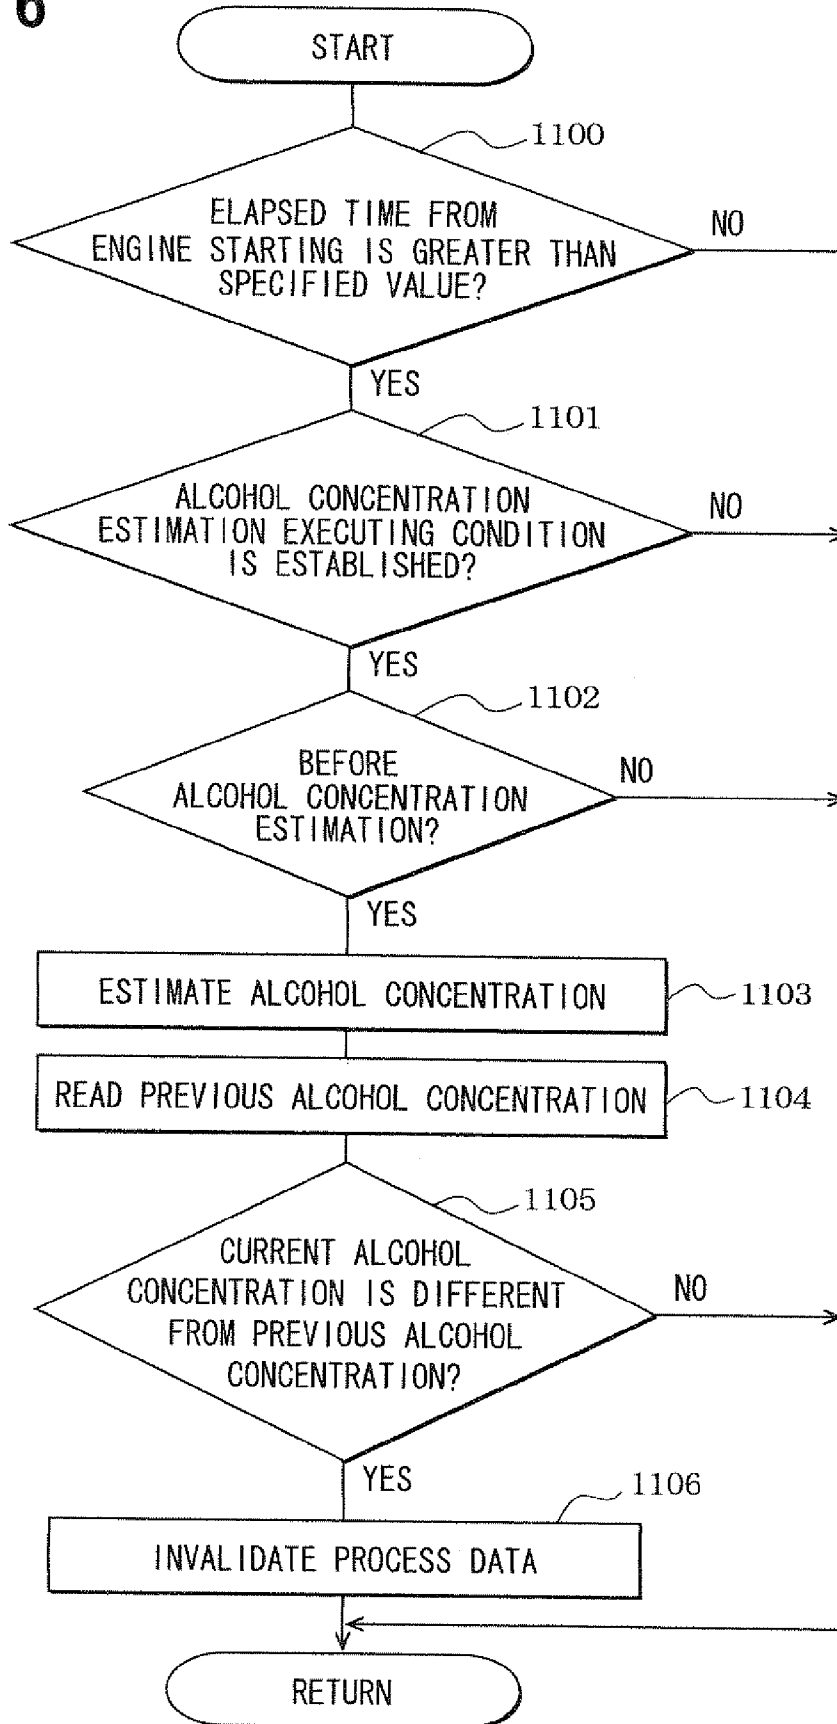 6
START
1100
ELAPSED TIME FROM
ENGINE STARTING IS GREATER THAN
SPECIFIED VALUE?
NO
YES
1101
ALCOHOL CONCENTRATION
ESTIMATION EXECUTING CONDITION
IS ESTABLISHED?
NO
YES
1102
BEFORE
ALCOHOL CONCENTRATION
ESTIMATION?
NO
YES
ESTIMATE ALCOHOL CONCENTRATION
1103
READ PREVIOUS ALCOHOL CONCENTRATION
1104
1105
CURRENT ALCOHOL
CONCENTRATION IS DIFFERENT
FROM PREVIOUS ALCOHOL
CONCENTRATION?
NO
YES
1106
INVALIDATE PROCESS DATA
RETURN